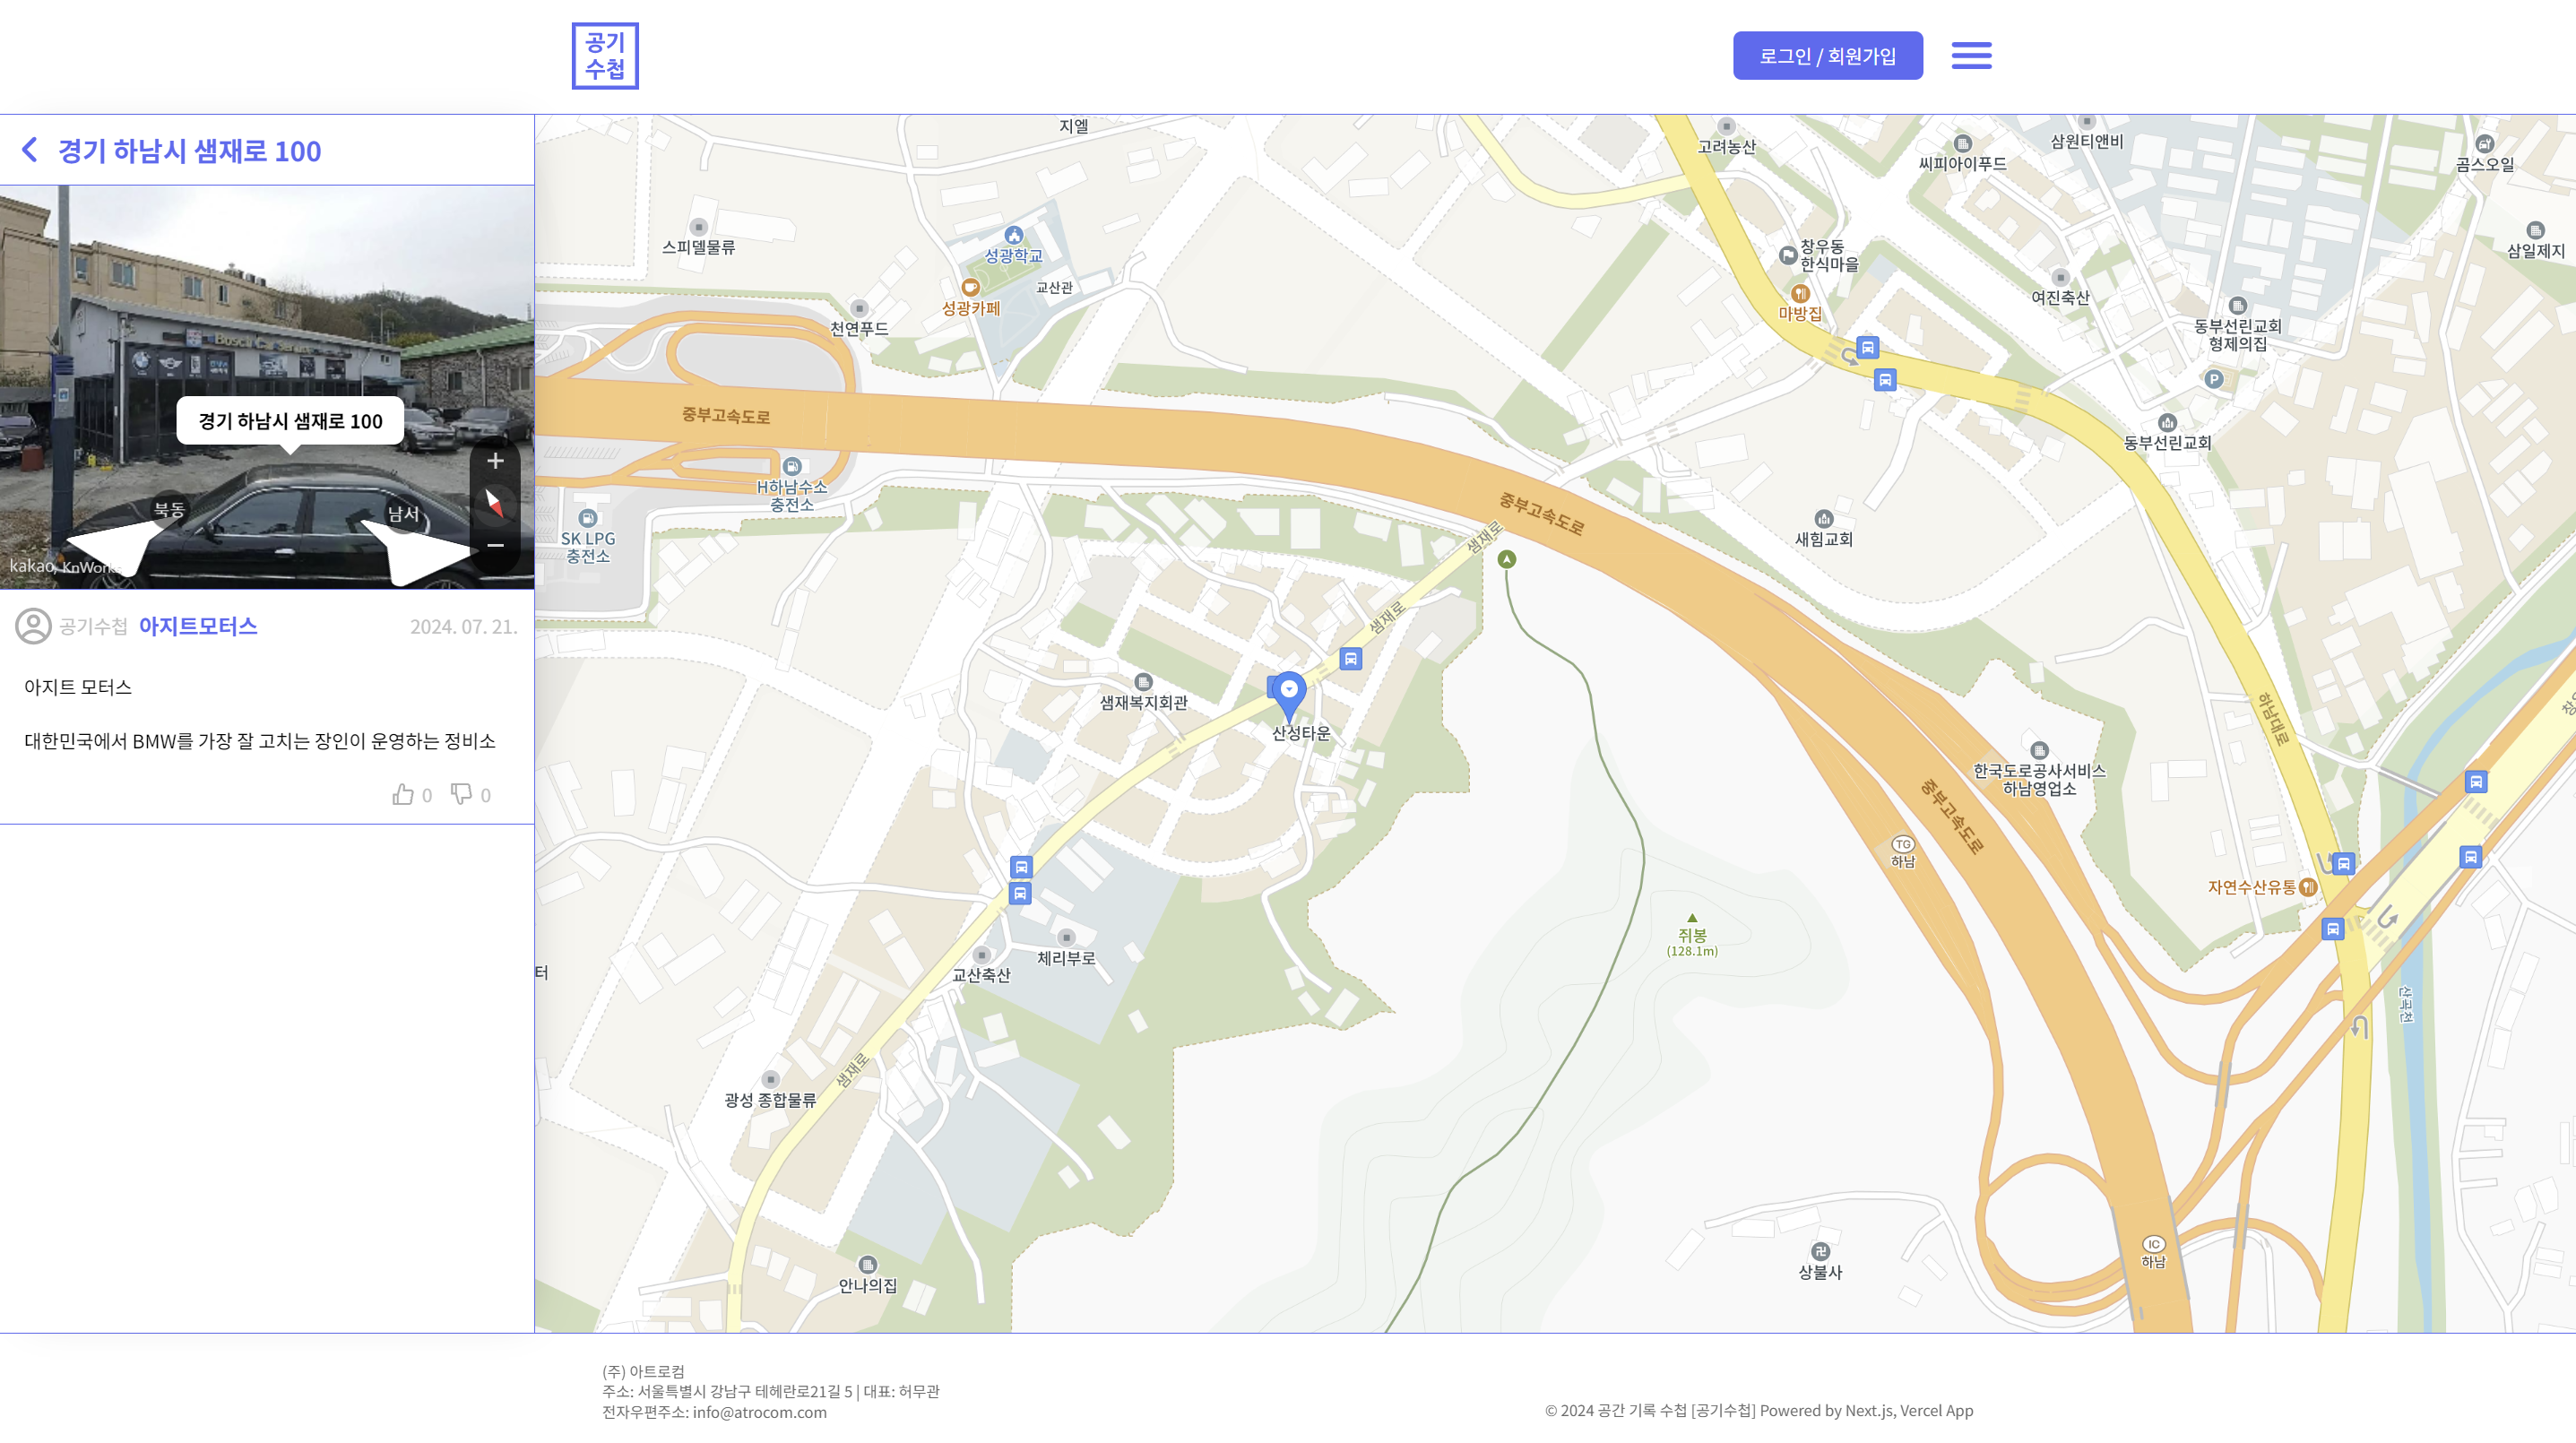 공기
수첩
로그인 / 회원가입
경기 하남시 샘재로 100
경기 하남시 샘재로 100
북동
남서
kakao, KnWorks
공기수첩 아지트모터스 2024. 07. 21.
아지트 모터스
대한민국에서 BMW를 가장 잘 고치는 장인이 운영하는 정비소
0 0
지엘
고려농산
씨피아이푸드
삼원티앤비
곰스오일
스피델물류
성광학교
성광카페
교산관
천연푸드
창우동
한식마을
마방집
여진축산
삼일제지
동부선린교회
형제의집
P
동부선린교회
중부고속도로
H하남수소
충전소
SK LPG
충전소
중부고속도로
샘재로
새힘교회
샘재로
샘재복지회관
산성타운
하남대로
한국도로공사서비스
하남영업소
중부고속도로
TG
하남
자연수산유통
쥐봉
(128.1m)
터
체리부로
교산축산
산곡천
샘재로
광성 종합물류
안나의집
상불사
IC
하남
(주) 아트로컴
주소: 서울특별시 강남구 테헤란로21길 5 | 대표: 허무관
전자우편주소: info@atrocom.com
© 2024 공간 기록 수첩 [공기수첩] Powered by Next.js, Vercel App